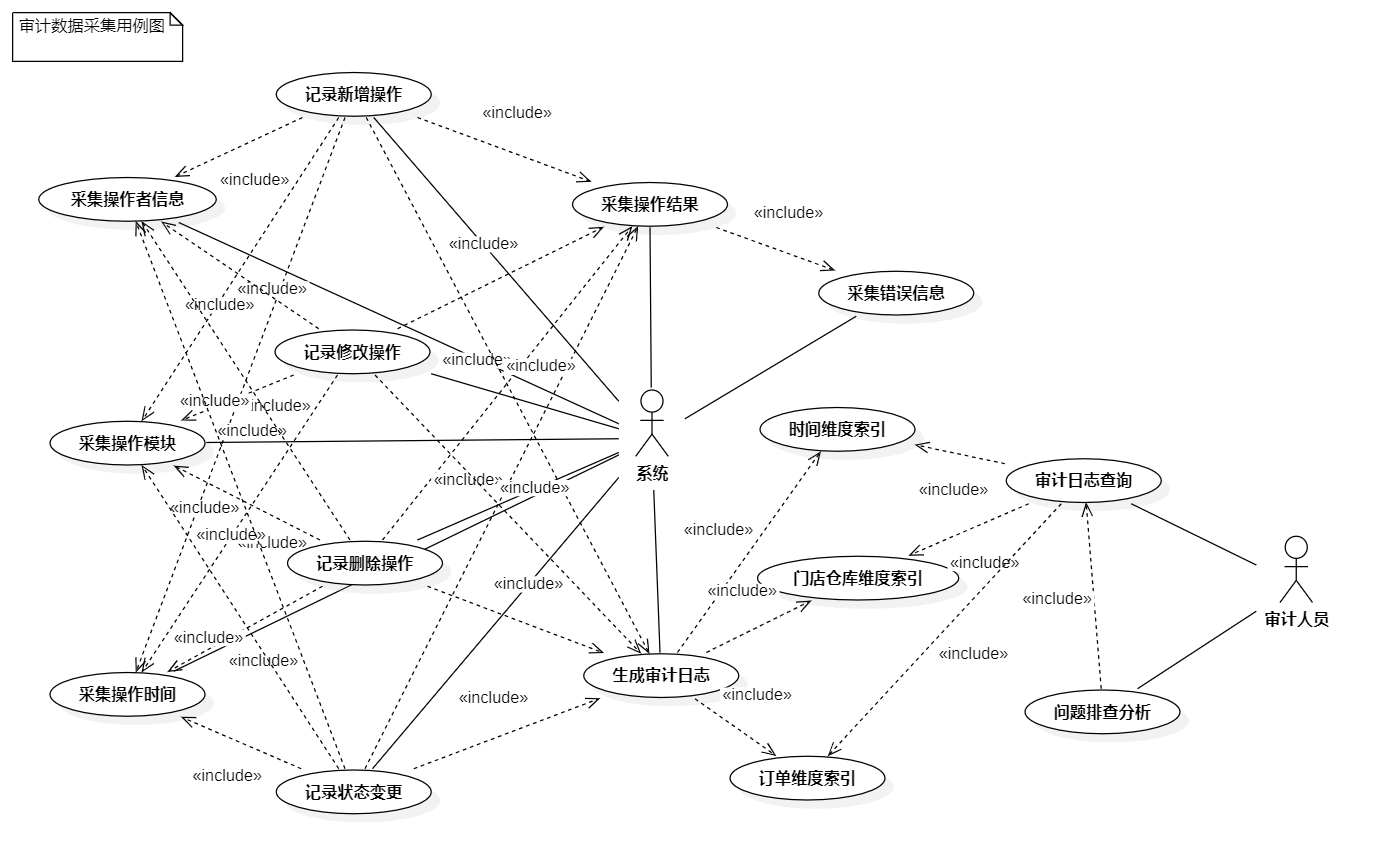 审计数据采集用例图
记录新增操作
«include»
«include»
采集操作者信息
采集操作结果
«include»
«include»
«include»
采集错误信息
«include»
记录修改操作
«include»
«include»
«include»
include»
时间维度索引
«include»
采集操作模块
系统
«include»
«include»
审计日志查询
«include»
«include»
«include»
«include»
«include»
记录删除操作
«include»
门店仓库维度索引
«include»
«include»
«include»
审计人员
«include»
«include»
«include»
生成审计日志
采集操作时间
«include»
«include»
问题排查分析
«include»
记录状态变更
订单维度索引